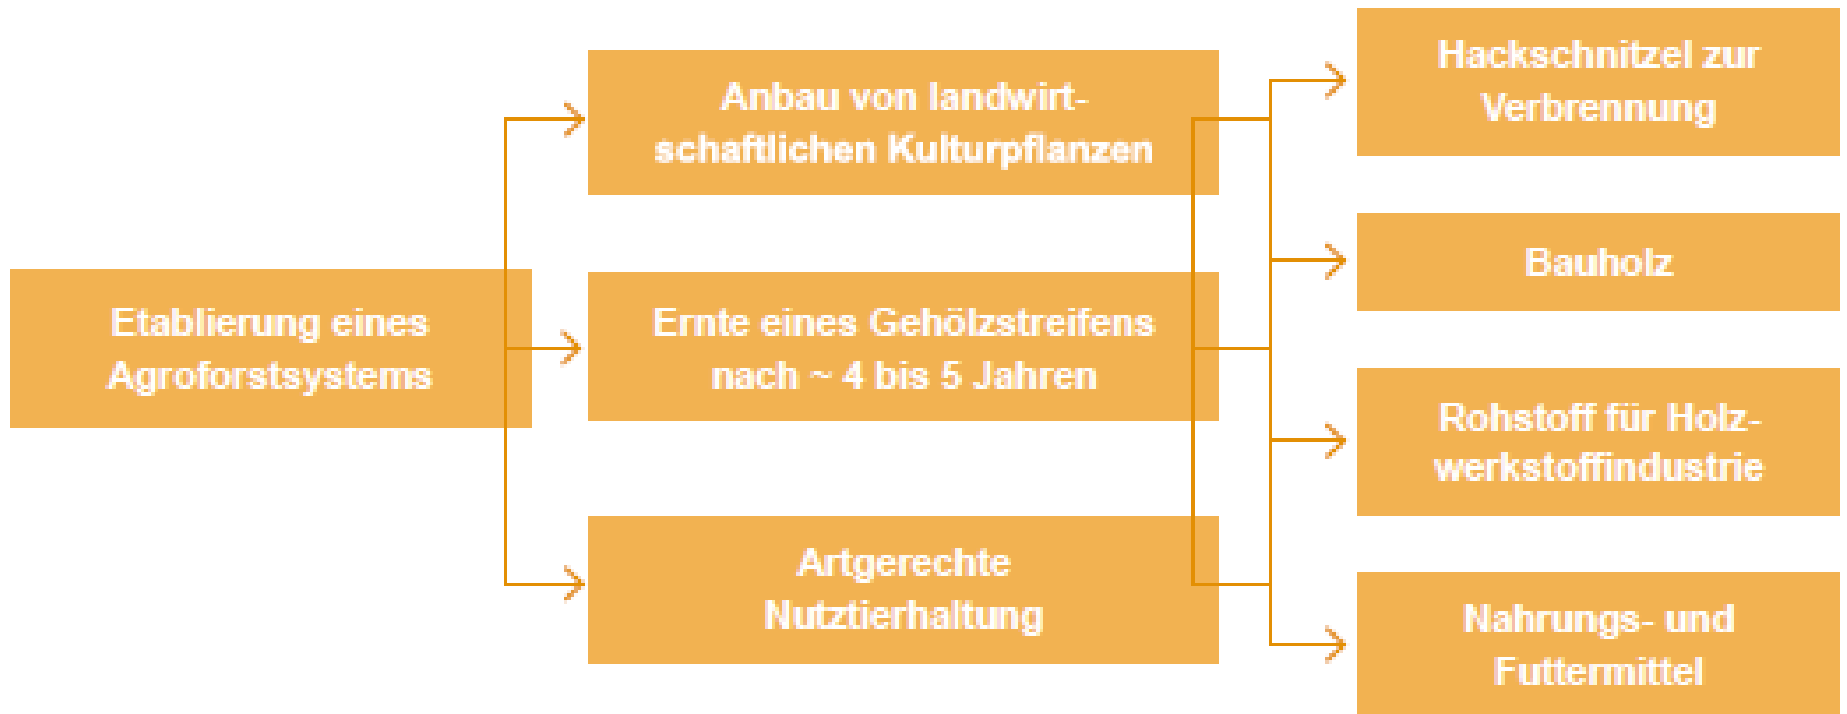 Etablierung eines
Agroforstsystems
Anbau von landwirt-
schaftlichen Kulturpflanzen
Ernte eines Gehölzstreifens
nach ~ 4 bis 5 Jahren
Artgerechte
Nutztierhaltung
Hackschnitzel zur
Verbrennung
Bauholz
Rohstoff für Holz-
werkstoffindustrie
Nahrungs- und
Futtermittel